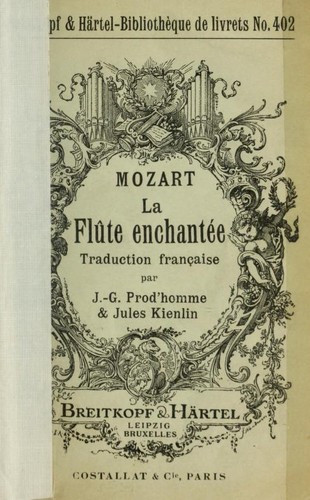 pf & Härtel-Bibliothèque de livrets No. 402
MOZART
La
Flûte enchantée
Traduction française
par
J.-G. Prod'homme
& Jules Kienlin
BREITKOPF & HÄRTEL
LEIPZIG
BRUXELLES
COSTALLAT & Cie, PARIS